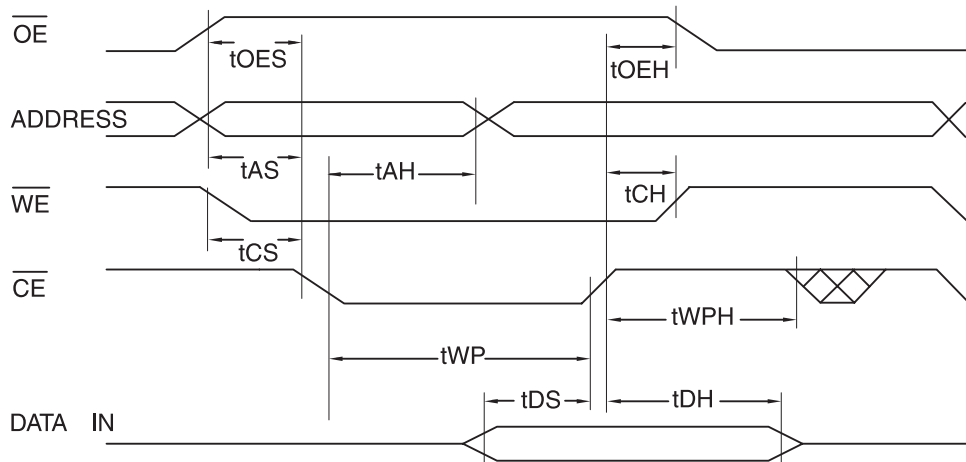 OE
tOES
tOEH
ADDRESS
tAS
tAH
WE
tCH
tCS
CE
tWPH
tWP
tDS
tDH
DATA IN